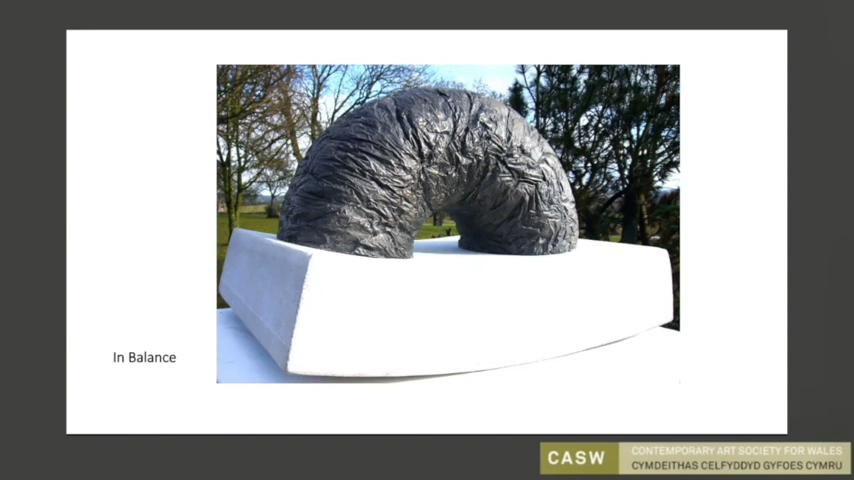 In Balance
CASW
CONTEMPORARY ART SOCIETY FOR WALES
CYMDEITHAS CELFYDDYD GYFOES CYMRU